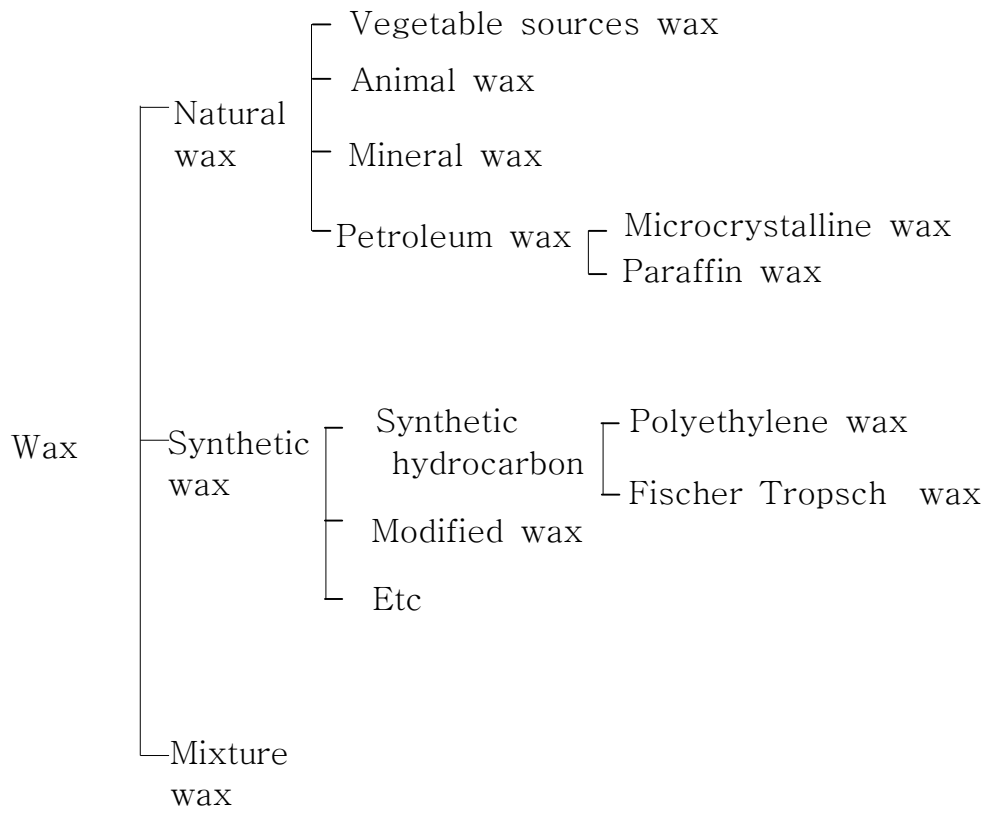 Vegetable sources wax
Animal wax
Natural
wax
Mineral wax
Petroleum wax
Microcrystalline wax
Paraffin wax
Wax
Synthetic
wax
Synthetic
hydrocarbon
Polyethylene wax
Fischer Tropsch wax
Modified wax
Etc
Mixture
wax